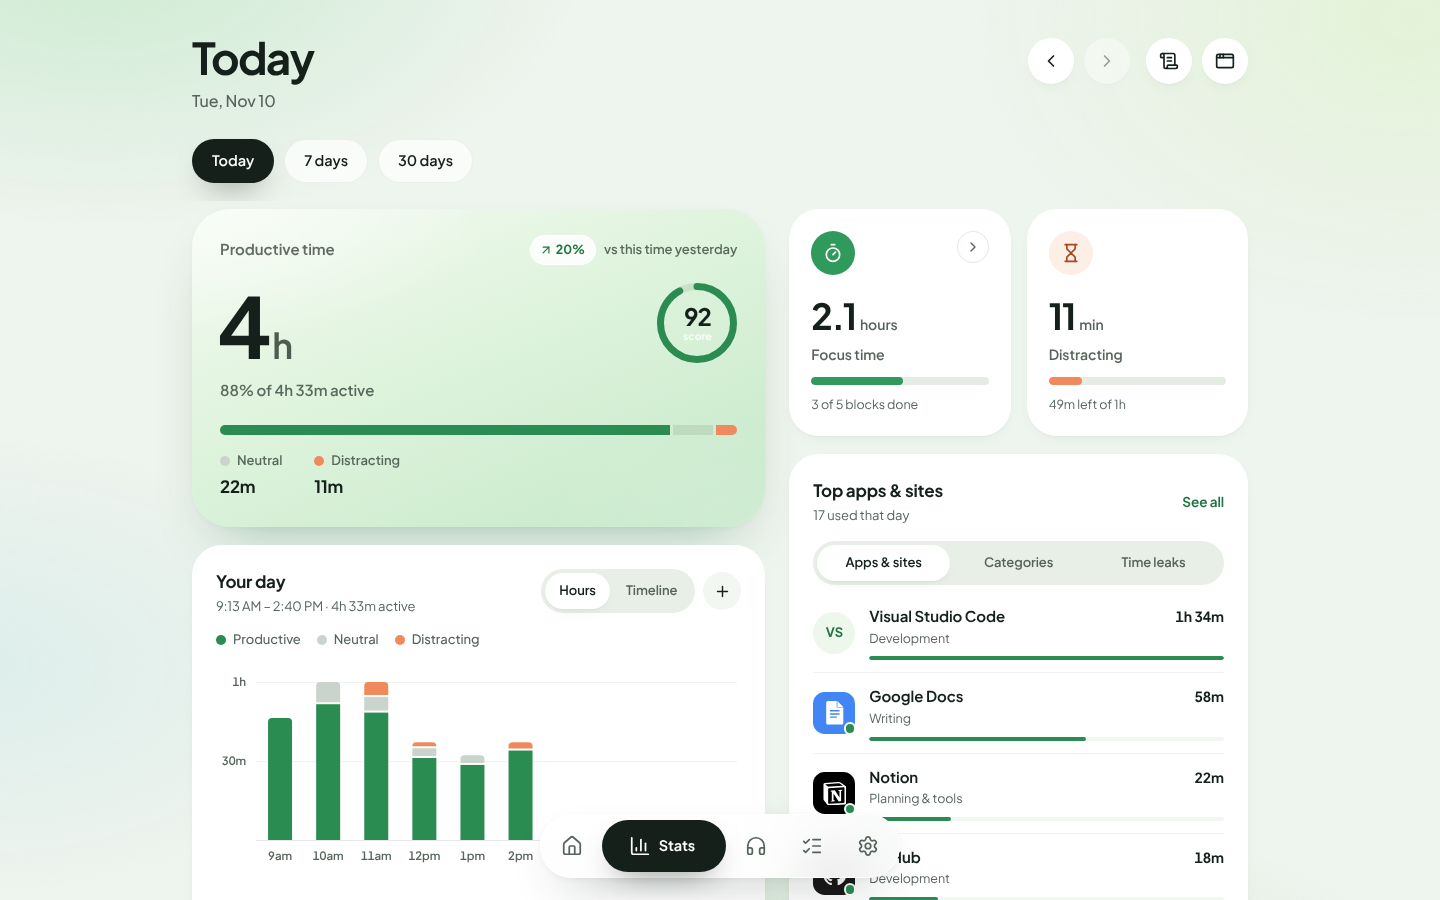 Today
Tue, Nov 10
Today
7 days
30 days
Productive time
20%
vs this time yesterday
4h
92
score
88% of 4h 33m active
Neutral
Distracting
22m
11m
2.1 hours
Focus time
3 of 5 blocks done
11 min
Distracting
49m left of 1h
Your day
9:13 AM – 2:40 PM · 4h 33m active
Hours
Timeline
Productive
Neutral
Distracting
1h
30m
9am
10am
11am
12pm
1pm
2pm
Top apps & sites
17 used that day
See all
Apps & sites
Categories
Time leaks
VS
Visual Studio Code
1h 34m
Development
Google Docs
58m
Writing
N
Notion
22m
Planning & tools
Hub
18m
Development
Stats